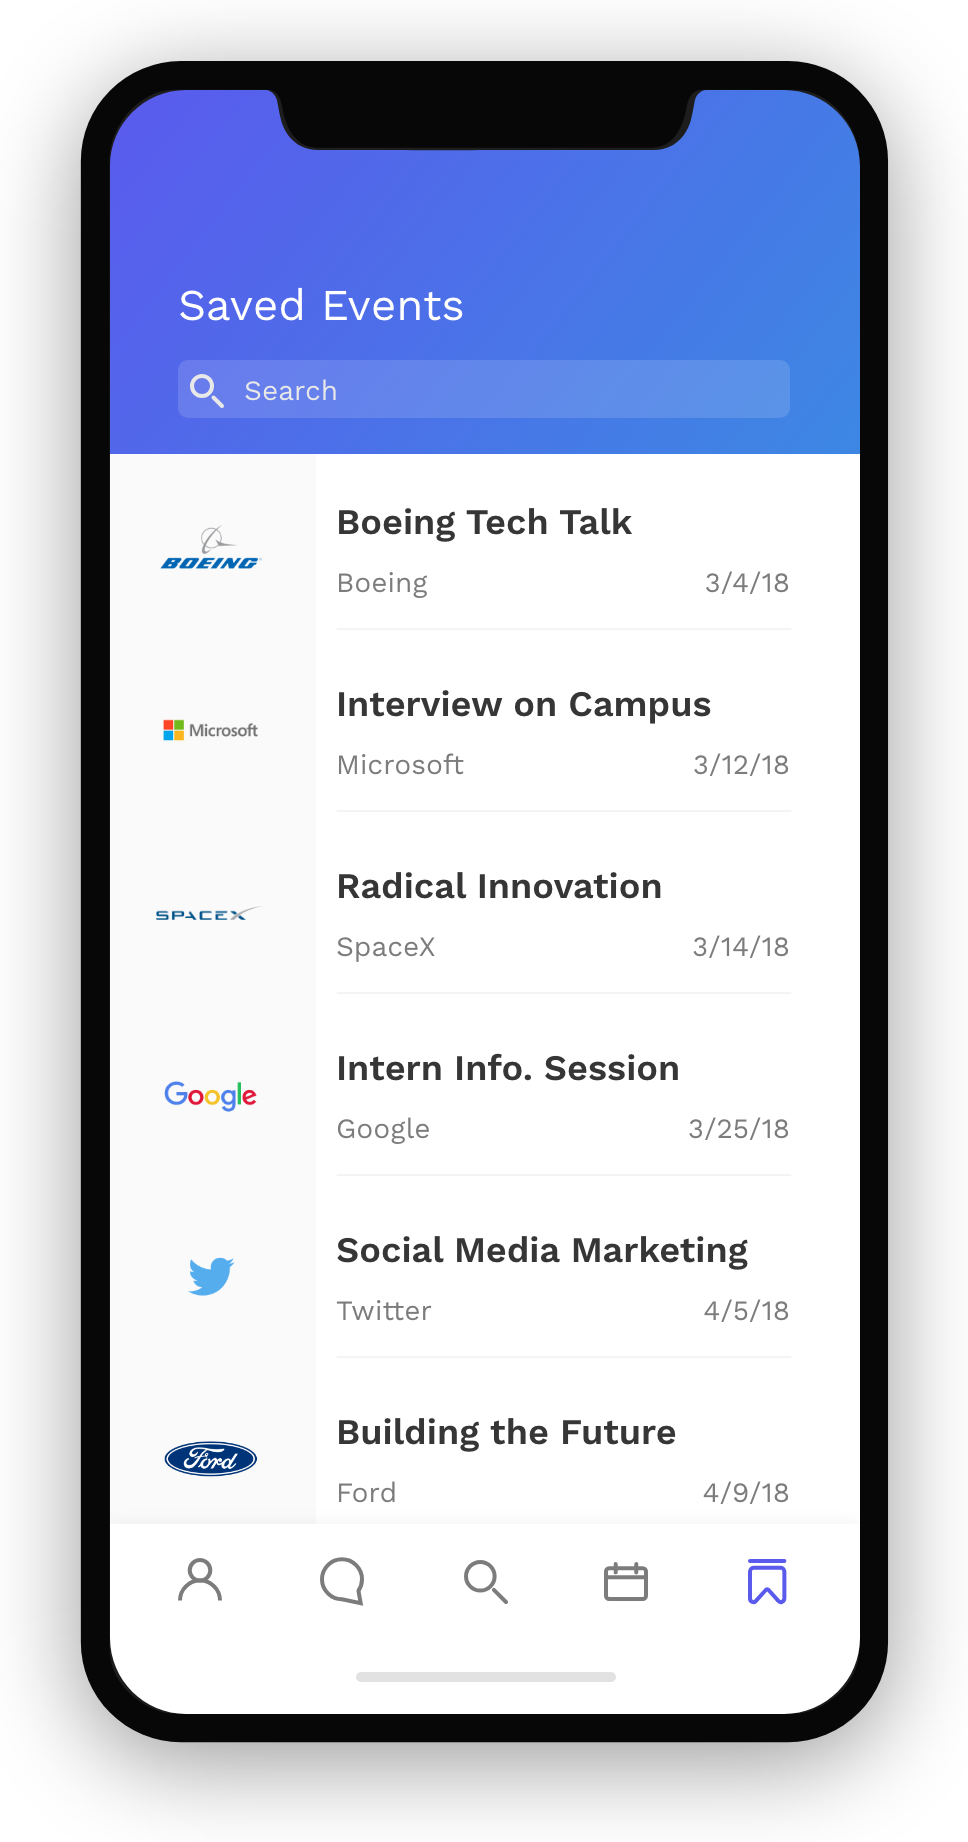 Saved Events
Search
BOEING
Boeing Tech Talk
Boeing 3/4/18
Microsoft
Interview on Campus
Microsoft 3/12/18
SPACEX
Radical Innovation
SpaceX 3/14/18
Google
Intern Info. Session
Google 3/25/18
Social Media Marketing
Twitter 4/5/18
Ford
Building the Future
Ford 4/9/18